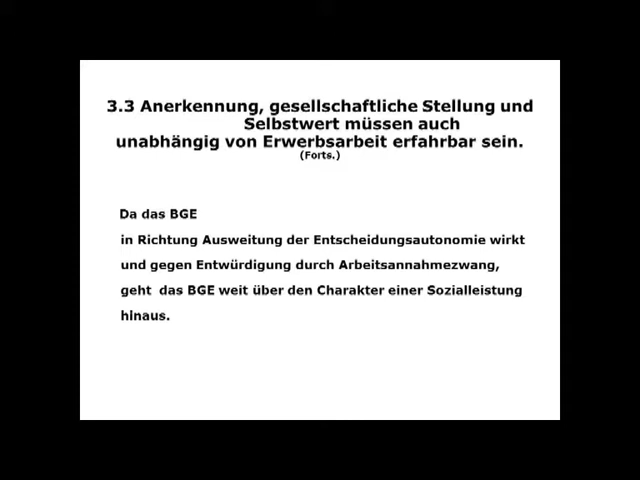 3.3 Anerkennung, gesellschaftliche Stellung und
Selbstwert müssen auch
unabhängig von Erwerbsarbeit erfahrbar sein.
(Forts.)
Da das BGE
in Richtung Ausweitung der Entscheidungsautonomie wirkt
und gegen Entwürdigung durch Arbeitsannahmezwang,
geht das BGE weit über den Charakter einer Sozialleistung
hinaus.